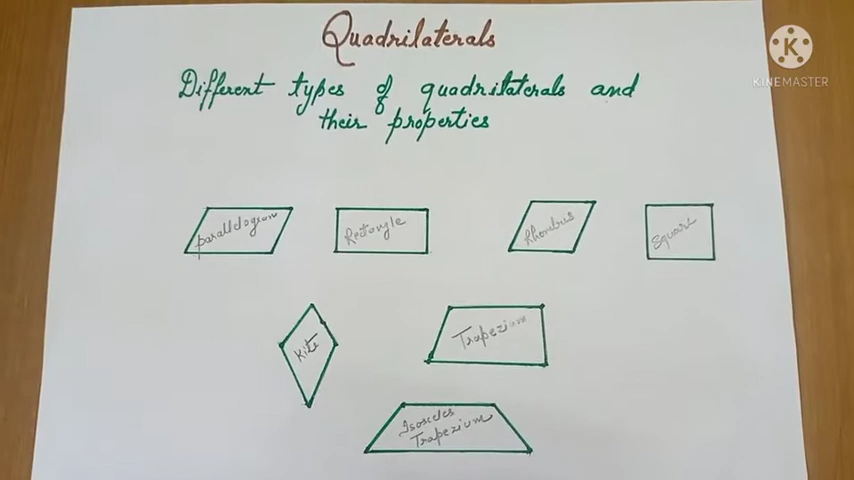 Quadrilaterals
Different types of quadrilaterals and
their properties
K
KINEMASTER
Parallelogram
Rectangle
Rhombus
Square
Kite
Trapezium
Isosceles
Trapezium